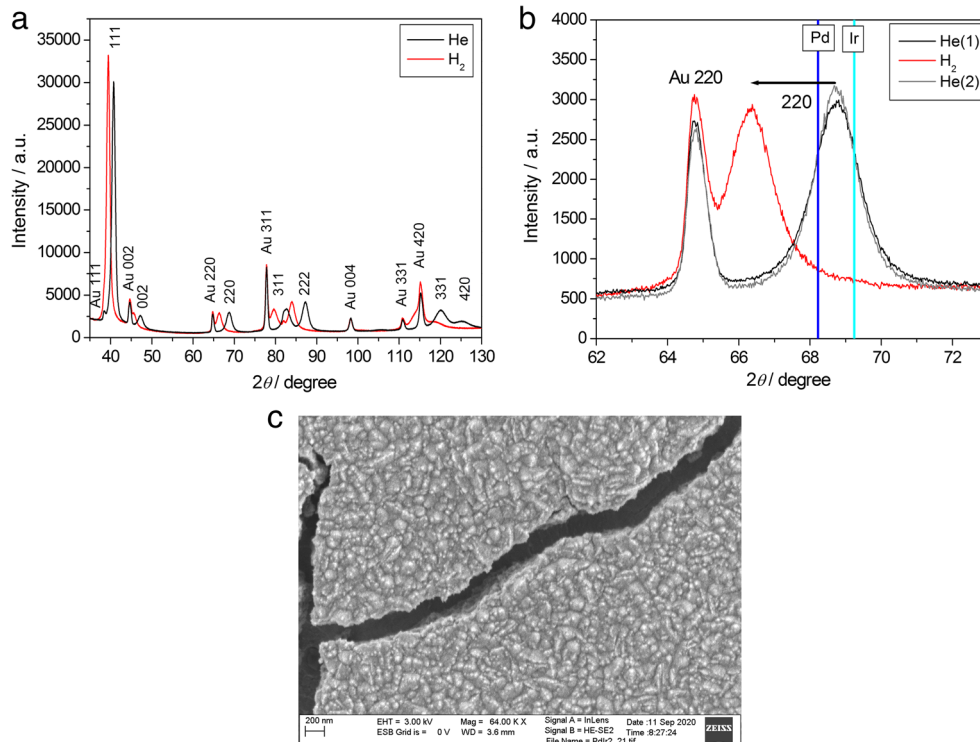 a
35000
30000
25000
20000
15000
10000
5000
0
Intensity / a.u.
40 50 60 70 80 90 100 110 120 130
2θ / degree
He
H2
Au 111
111
Au 002
002
Au 220
220
Au 311
311
222
Au 004
Au 331
Au 420
331
420
b
4000
3500
3000
2500
2000
1500
1000
500
0
Intensity / a.u.
62 64 66 68 70 72
2θ / degree
Pd Ir
He(1)
H2
He(2)
Au 220
220
c
200 nm
EHT = 3.00 kV Mag = 64.00 K X Signal A = InLens Date :11 Sep 2020
ESB Grid is = 0 V WD = 3.6 mm Signal B = HE-SE2 Time :8:27:24
File Name = PdIr2_21.tif
ZEISS